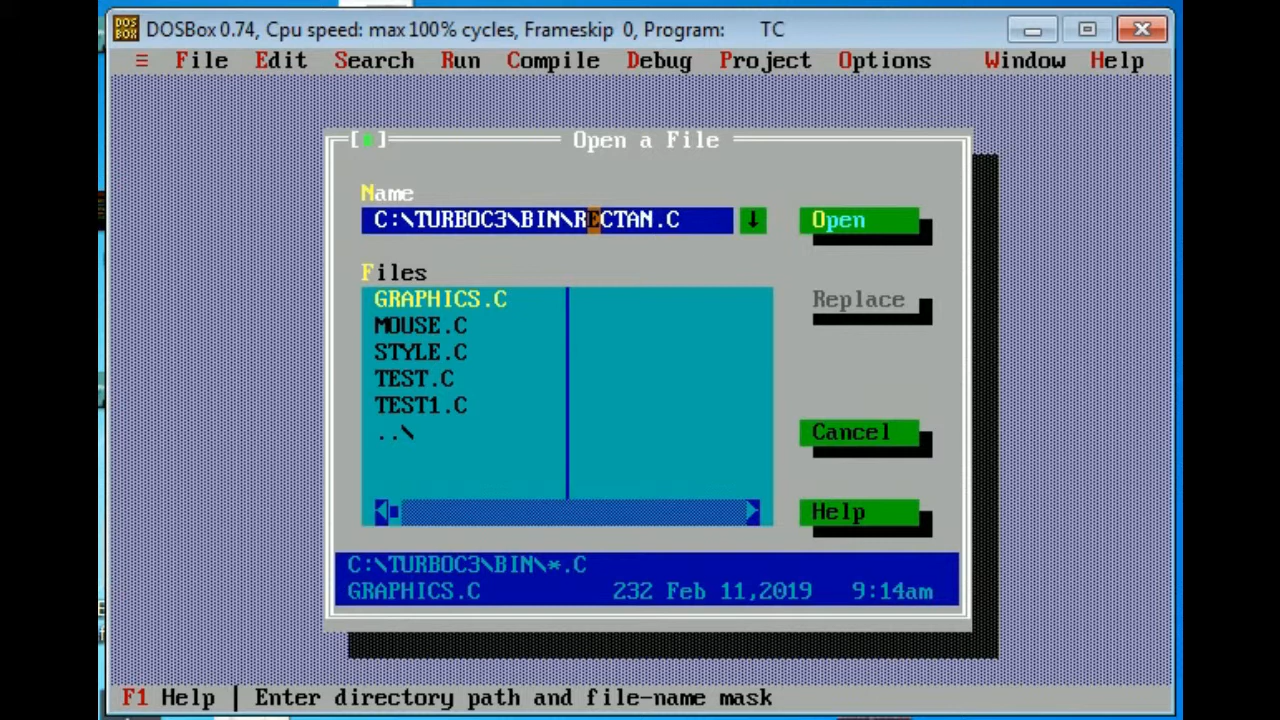 DOS BOX DOSBox 0.74, Cpu speed: max 100% cycles, Frameskip 0, Program: TC
≡ File Edit Search Run Compile Debug Project Options Window Help
Open a File
Name
C:\TURBOC3\BIN\RECTAN.C ↓ Open
Files
GRAPHICS.C Replace
MOUSE.C
STYLE.C
TEST.C
TEST1.C
..\ Cancel
Help
C:\TURBOC3\BIN\*.C
GRAPHICS.C 232 Feb 11,2019 9:14am
F1 Help | Enter directory path and file-name mask